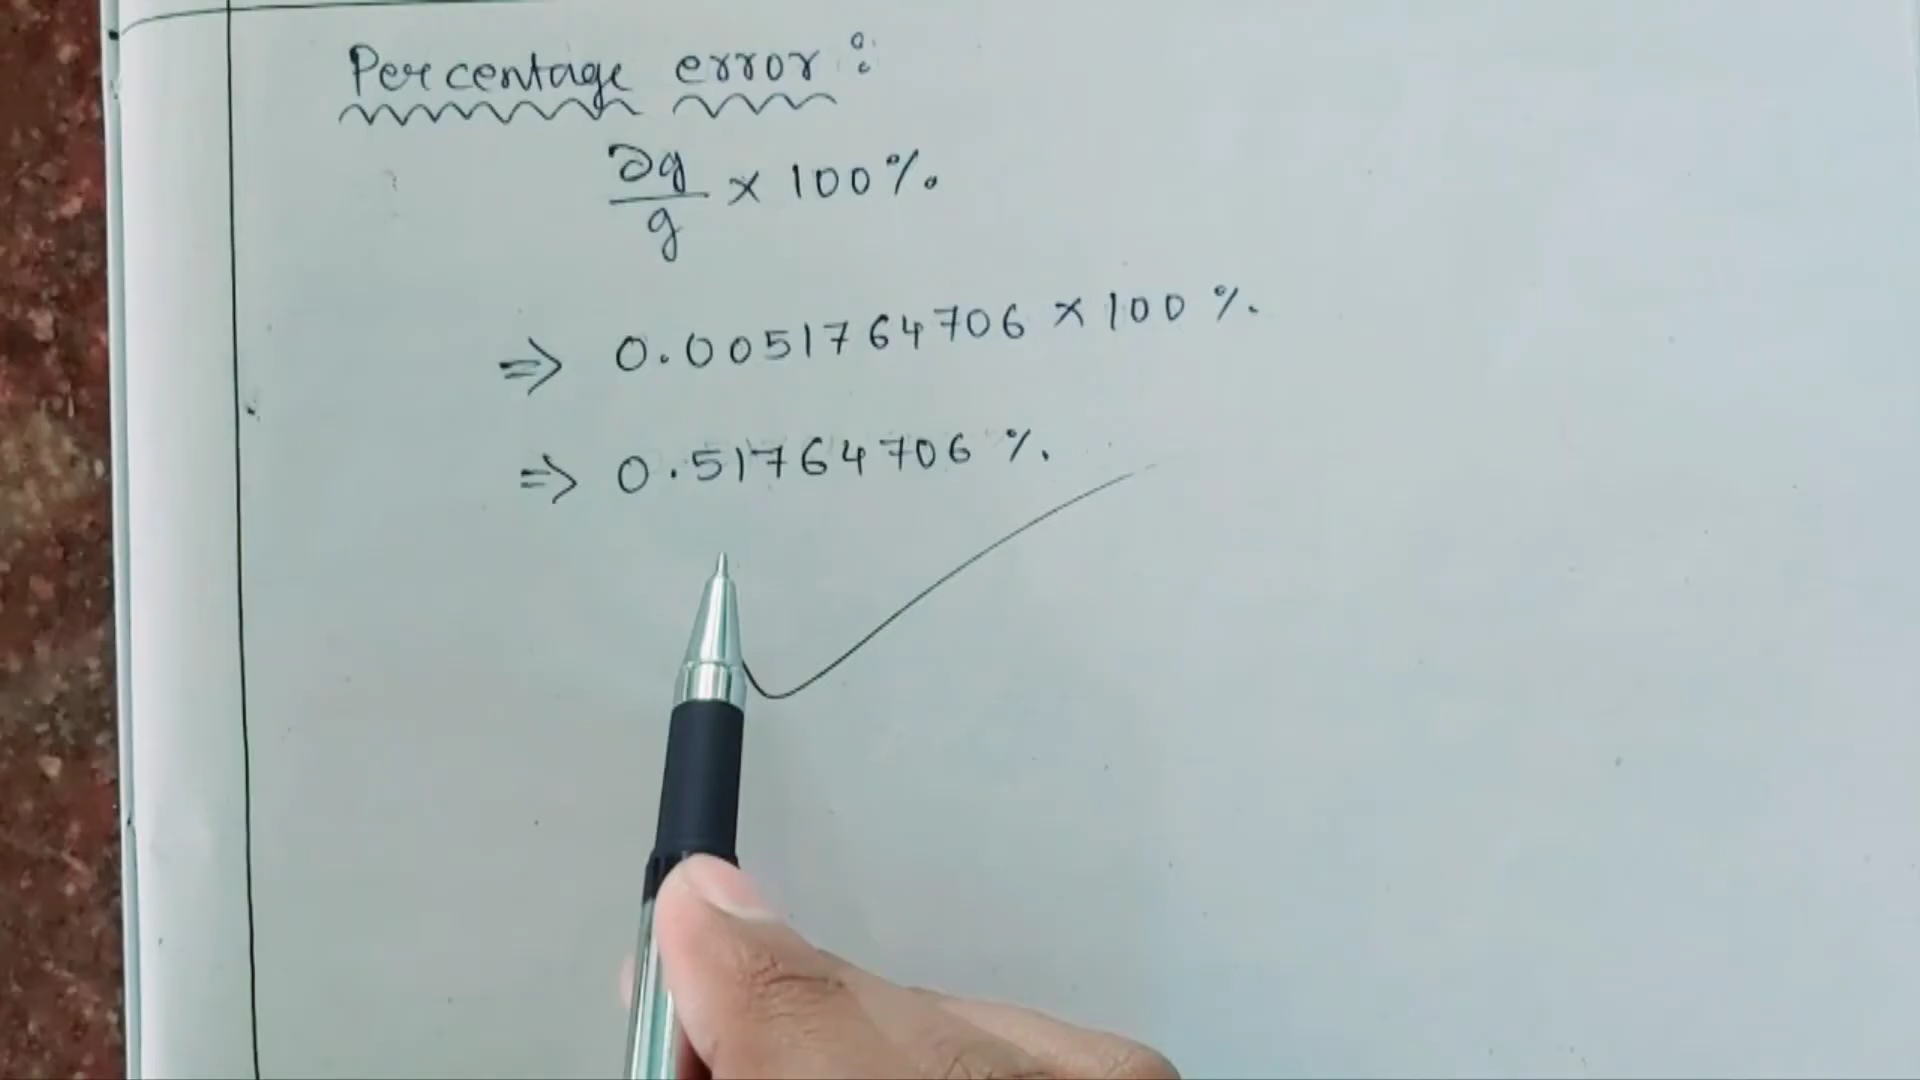 Percentage error :
∂g/g × 100%.
⇒ 0.0051764706 × 100 %.
⇒ 0.51764706 %.